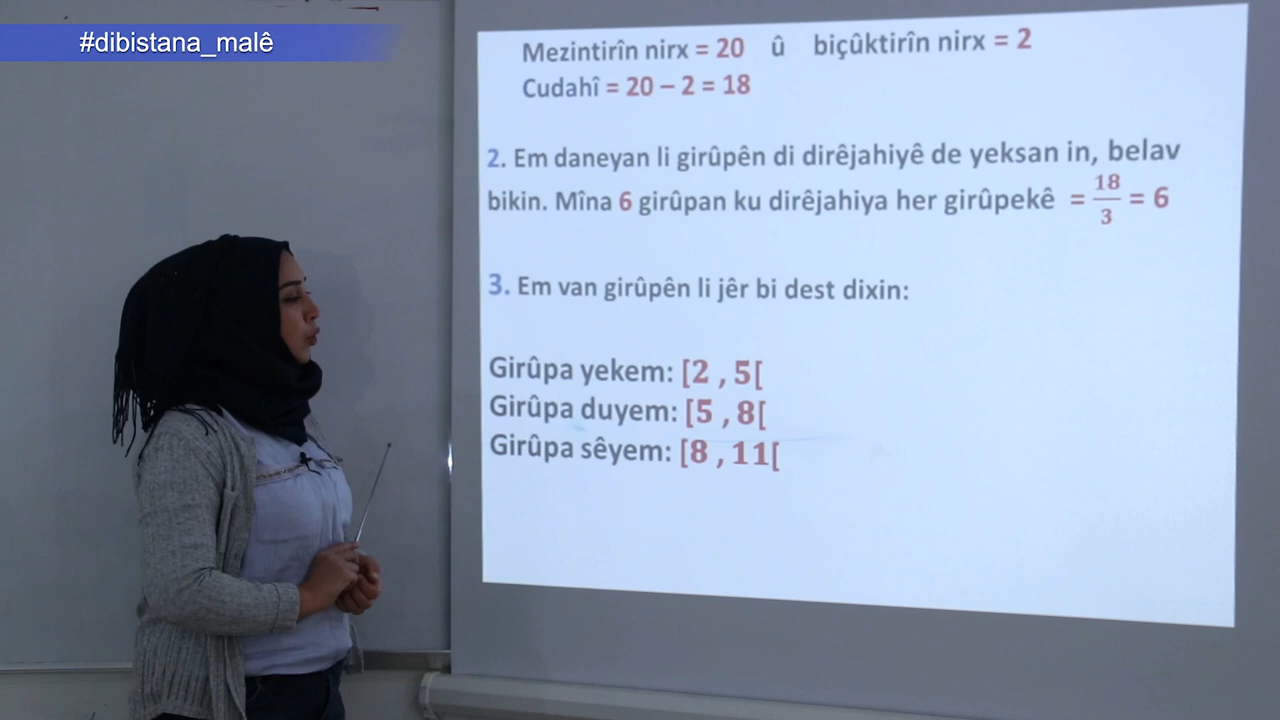 #dibistana_malê
Mezintirîn nirx = 20 û biçûktirîn nirx = 2
Cudahî = 20 – 2 = 18
2. Em daneyan li girûpên di dirêjahiyê de yeksan in, belav
bikin. Mîna 6 girûpan ku dirêjahiya her girûpekê = 18/3 = 6
3. Em van girûpên li jêr bi dest dixin:
Girûpa yekem: [2 , 5[
Girûpa duyem: [5 , 8[
Girûpa sêyem: [8 , 11[